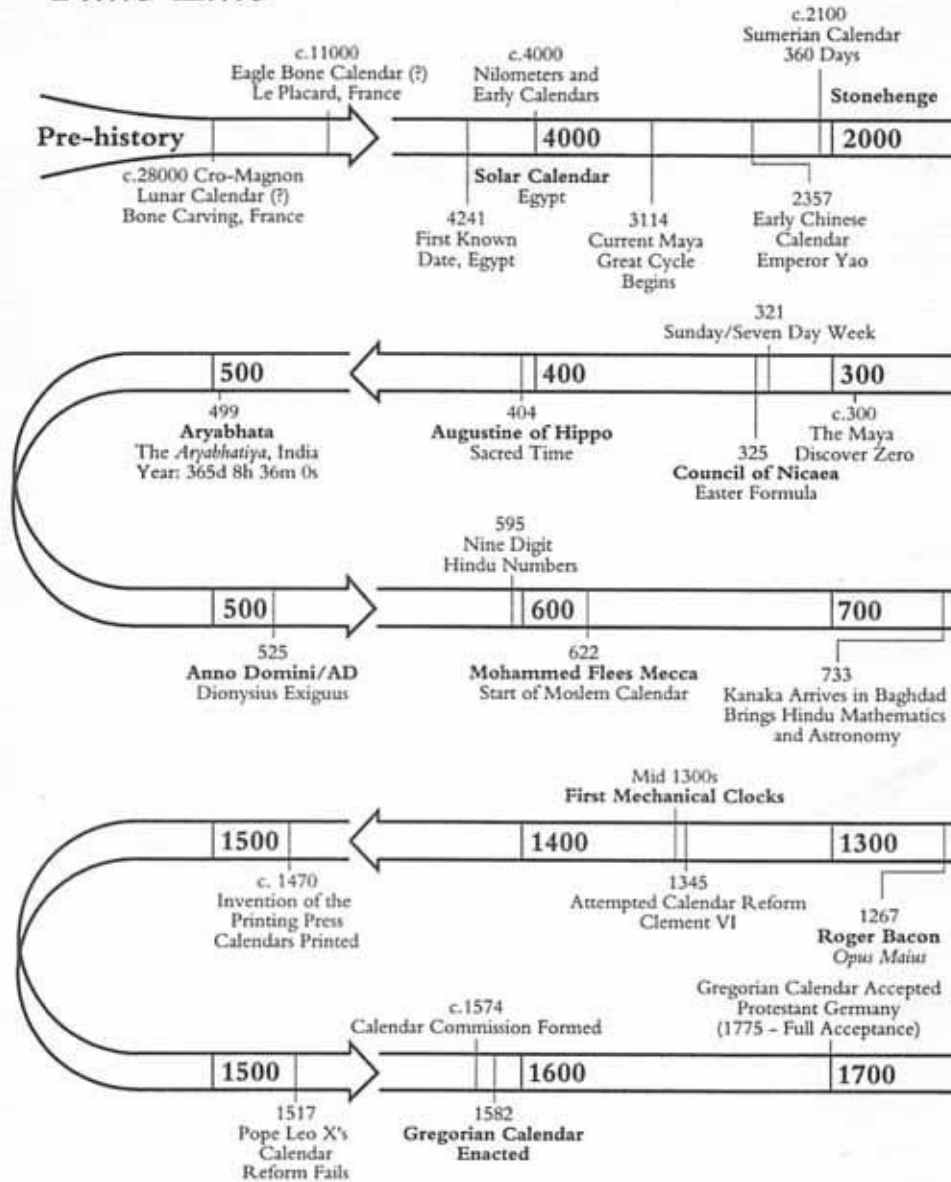 c.2100
Sumerian Calendar
360 Days
c.11000
Eagle Bone Calendar (?)
Le Placard, France
c.4000
Nilometers and
Early Calendars
Stonehenge
Pre-history
4000
2000
c.28000 Cro-Magnon
Lunar Calendar (?)
Bone Carving, France
Solar Calendar
Egypt
4241
First Known
Date, Egypt
3114
Current Maya
Great Cycle
Begins
2357
Early Chinese
Calendar
Emperor Yao
321
Sunday/Seven Day Week
500
400
300
499
Aryabhata
The Aryabhatiya, India
Year: 365d 8h 36m 0s
404
Augustine of Hippo
Sacred Time
325
Council of Nicaea
Easter Formula
c.300
The Maya
Discover Zero
595
Nine Digit
Hindu Numbers
500
600
700
525
Anno Domini/AD
Dionysius Exiguus
622
Mohammed Flees Mecca
Start of Moslem Calendar
733
Kanaka Arrives in Baghdad
Brings Hindu Mathematics
and Astronomy
Mid 1300s
First Mechanical Clocks
1500
1400
1300
c. 1470
Invention of the
Printing Press
Calendars Printed
1345
Attempted Calendar Reform
Clement VI
1267
Roger Bacon
Opus Maius
c.1574
Calendar Commission Formed
Gregorian Calendar Accepted
Protestant Germany
(1775 – Full Acceptance)
1500
1600
1700
1517
Pope Leo X's
Calendar
Reform Fails
1582
Gregorian Calendar
Enacted